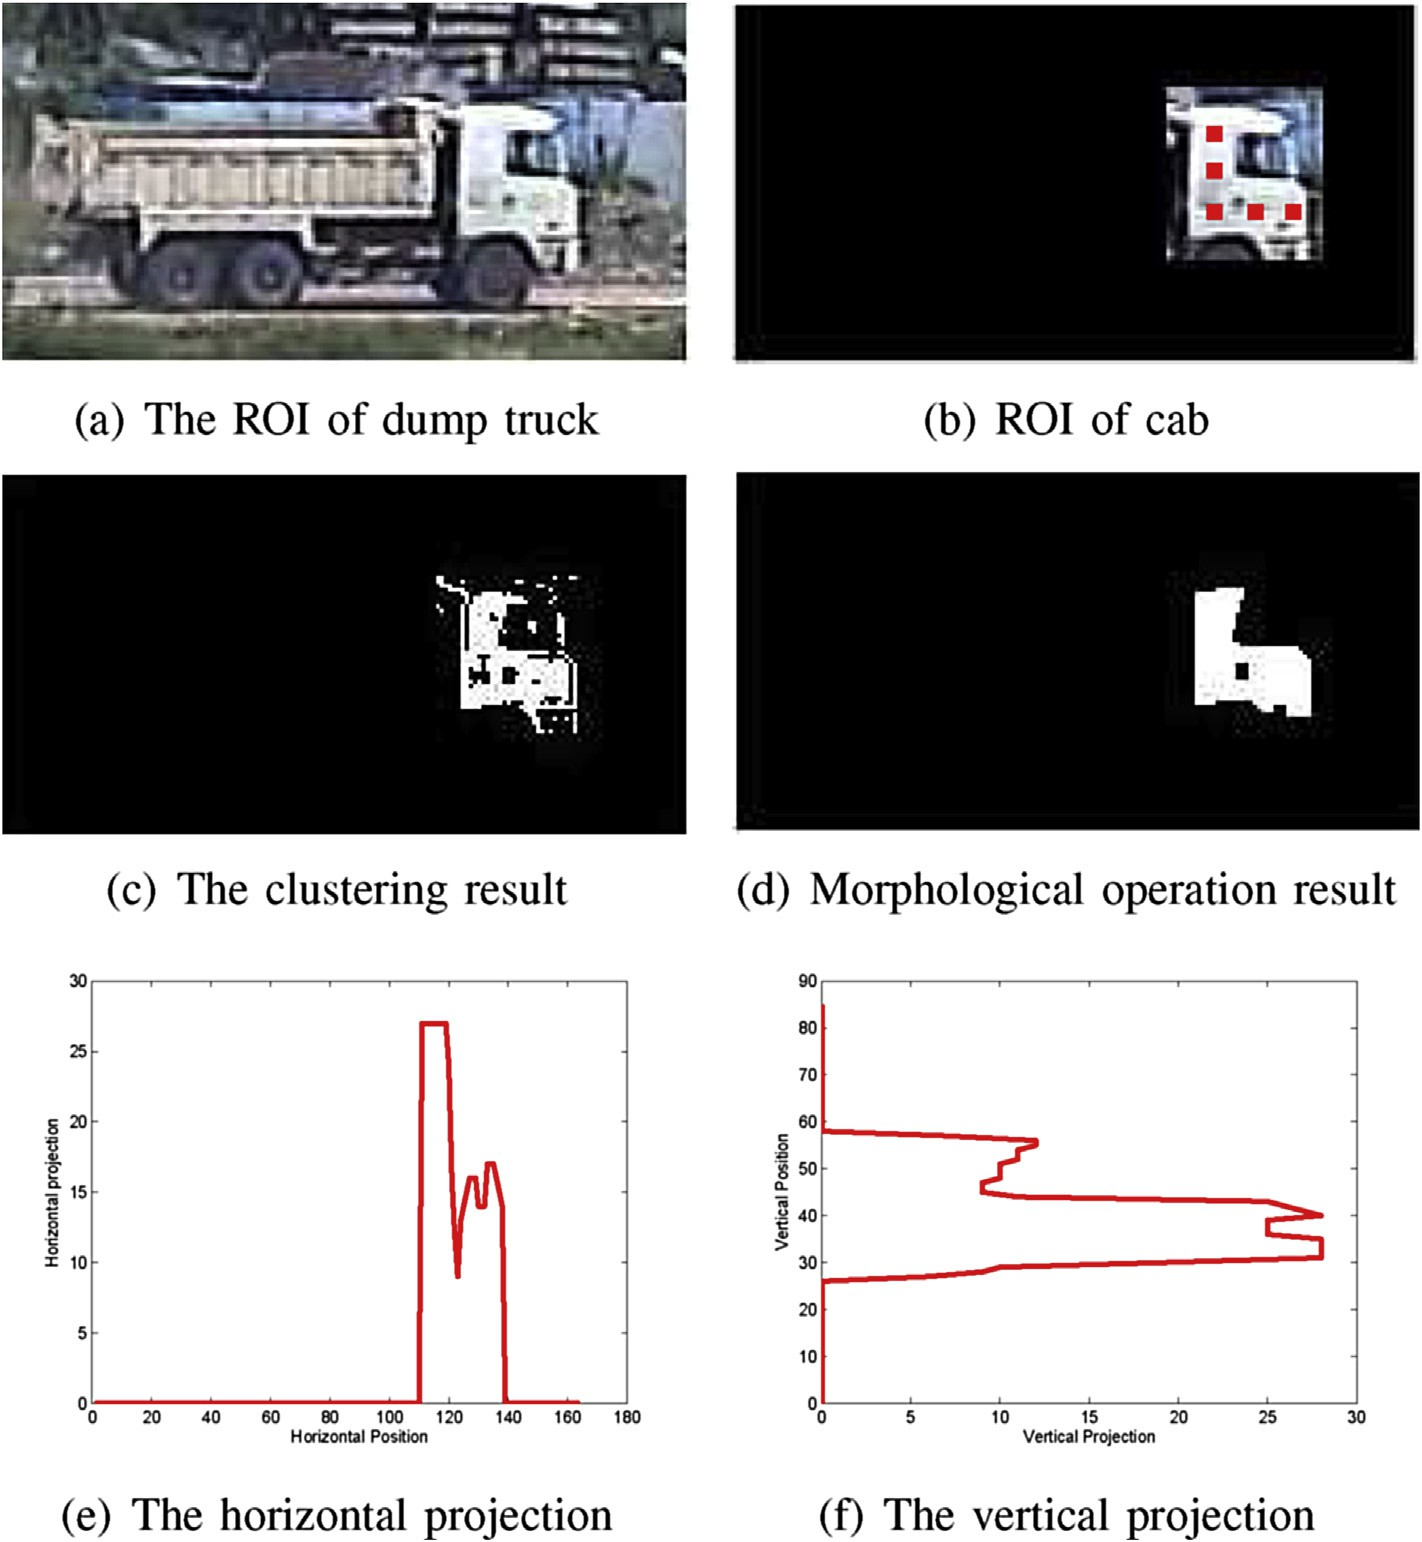 (a) The ROI of dump truck
(b) ROI of cab
(c) The clustering result
(d) Morphological operation result
30
25
20
15
10
5
0
0 20 40 60 80 100 120 140 160 180
Horizontal projection
Horizontal Position
(e) The horizontal projection
90
80
70
60
50
40
30
20
10
0
0 5 10 15 20 25 30
Vertical Position
Vertical Projection
(f) The vertical projection